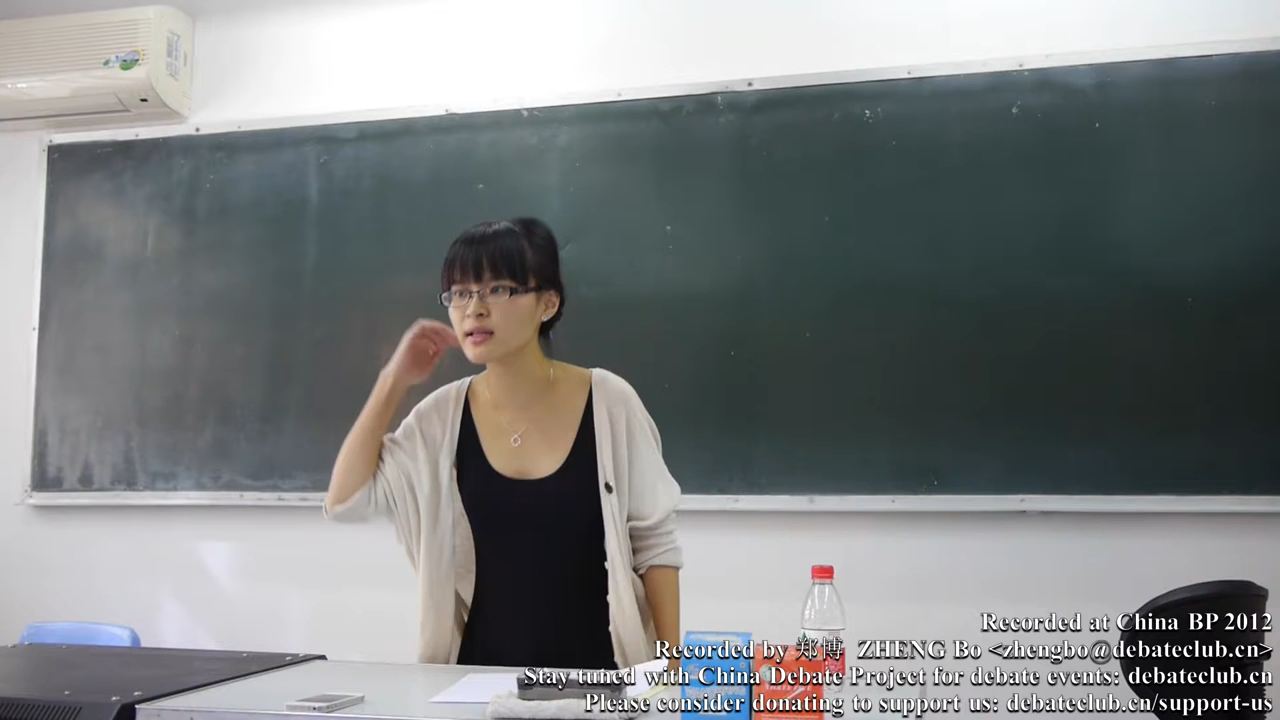 Recorded at China BP 2012
Recorded by 郑博 ZHENG Bo <zhengbo@debateclub.cn>
Stay tuned with China Debate Project for debate events: debateclub.cn
Please consider donating to support us: debateclub.cn/support-us